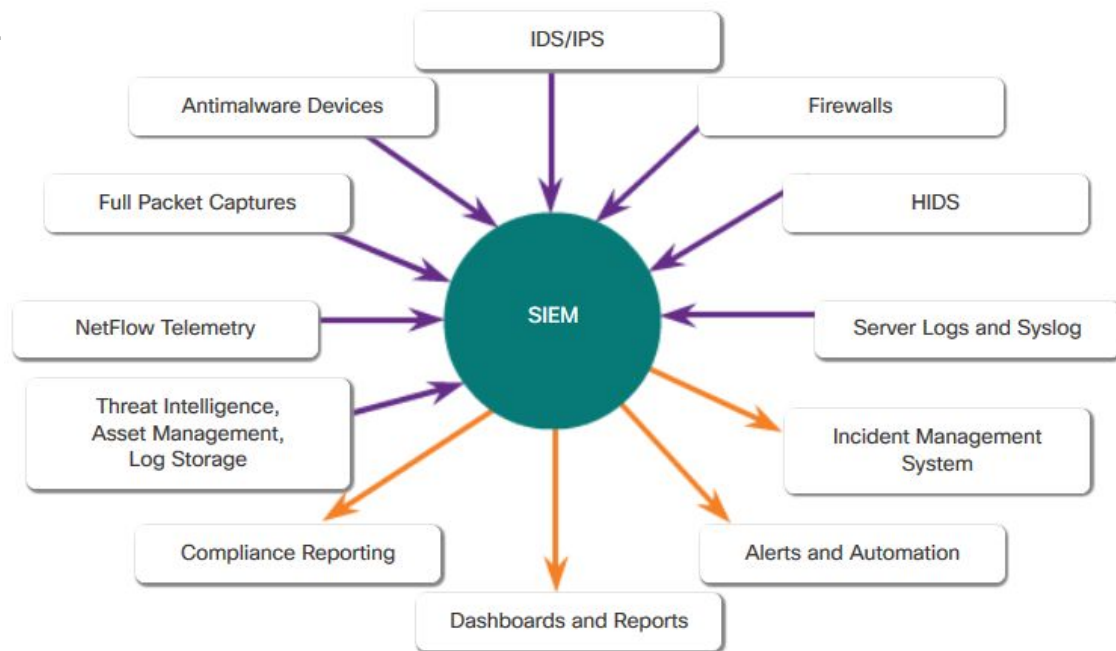 IDS/IPS
Antimalware Devices
Firewalls
Full Packet Captures
HIDS
SIEM
NetFlow Telemetry
Server Logs and Syslog
Threat Intelligence,
Asset Management,
Log Storage
Incident Management
System
Compliance Reporting
Alerts and Automation
Dashboards and Reports